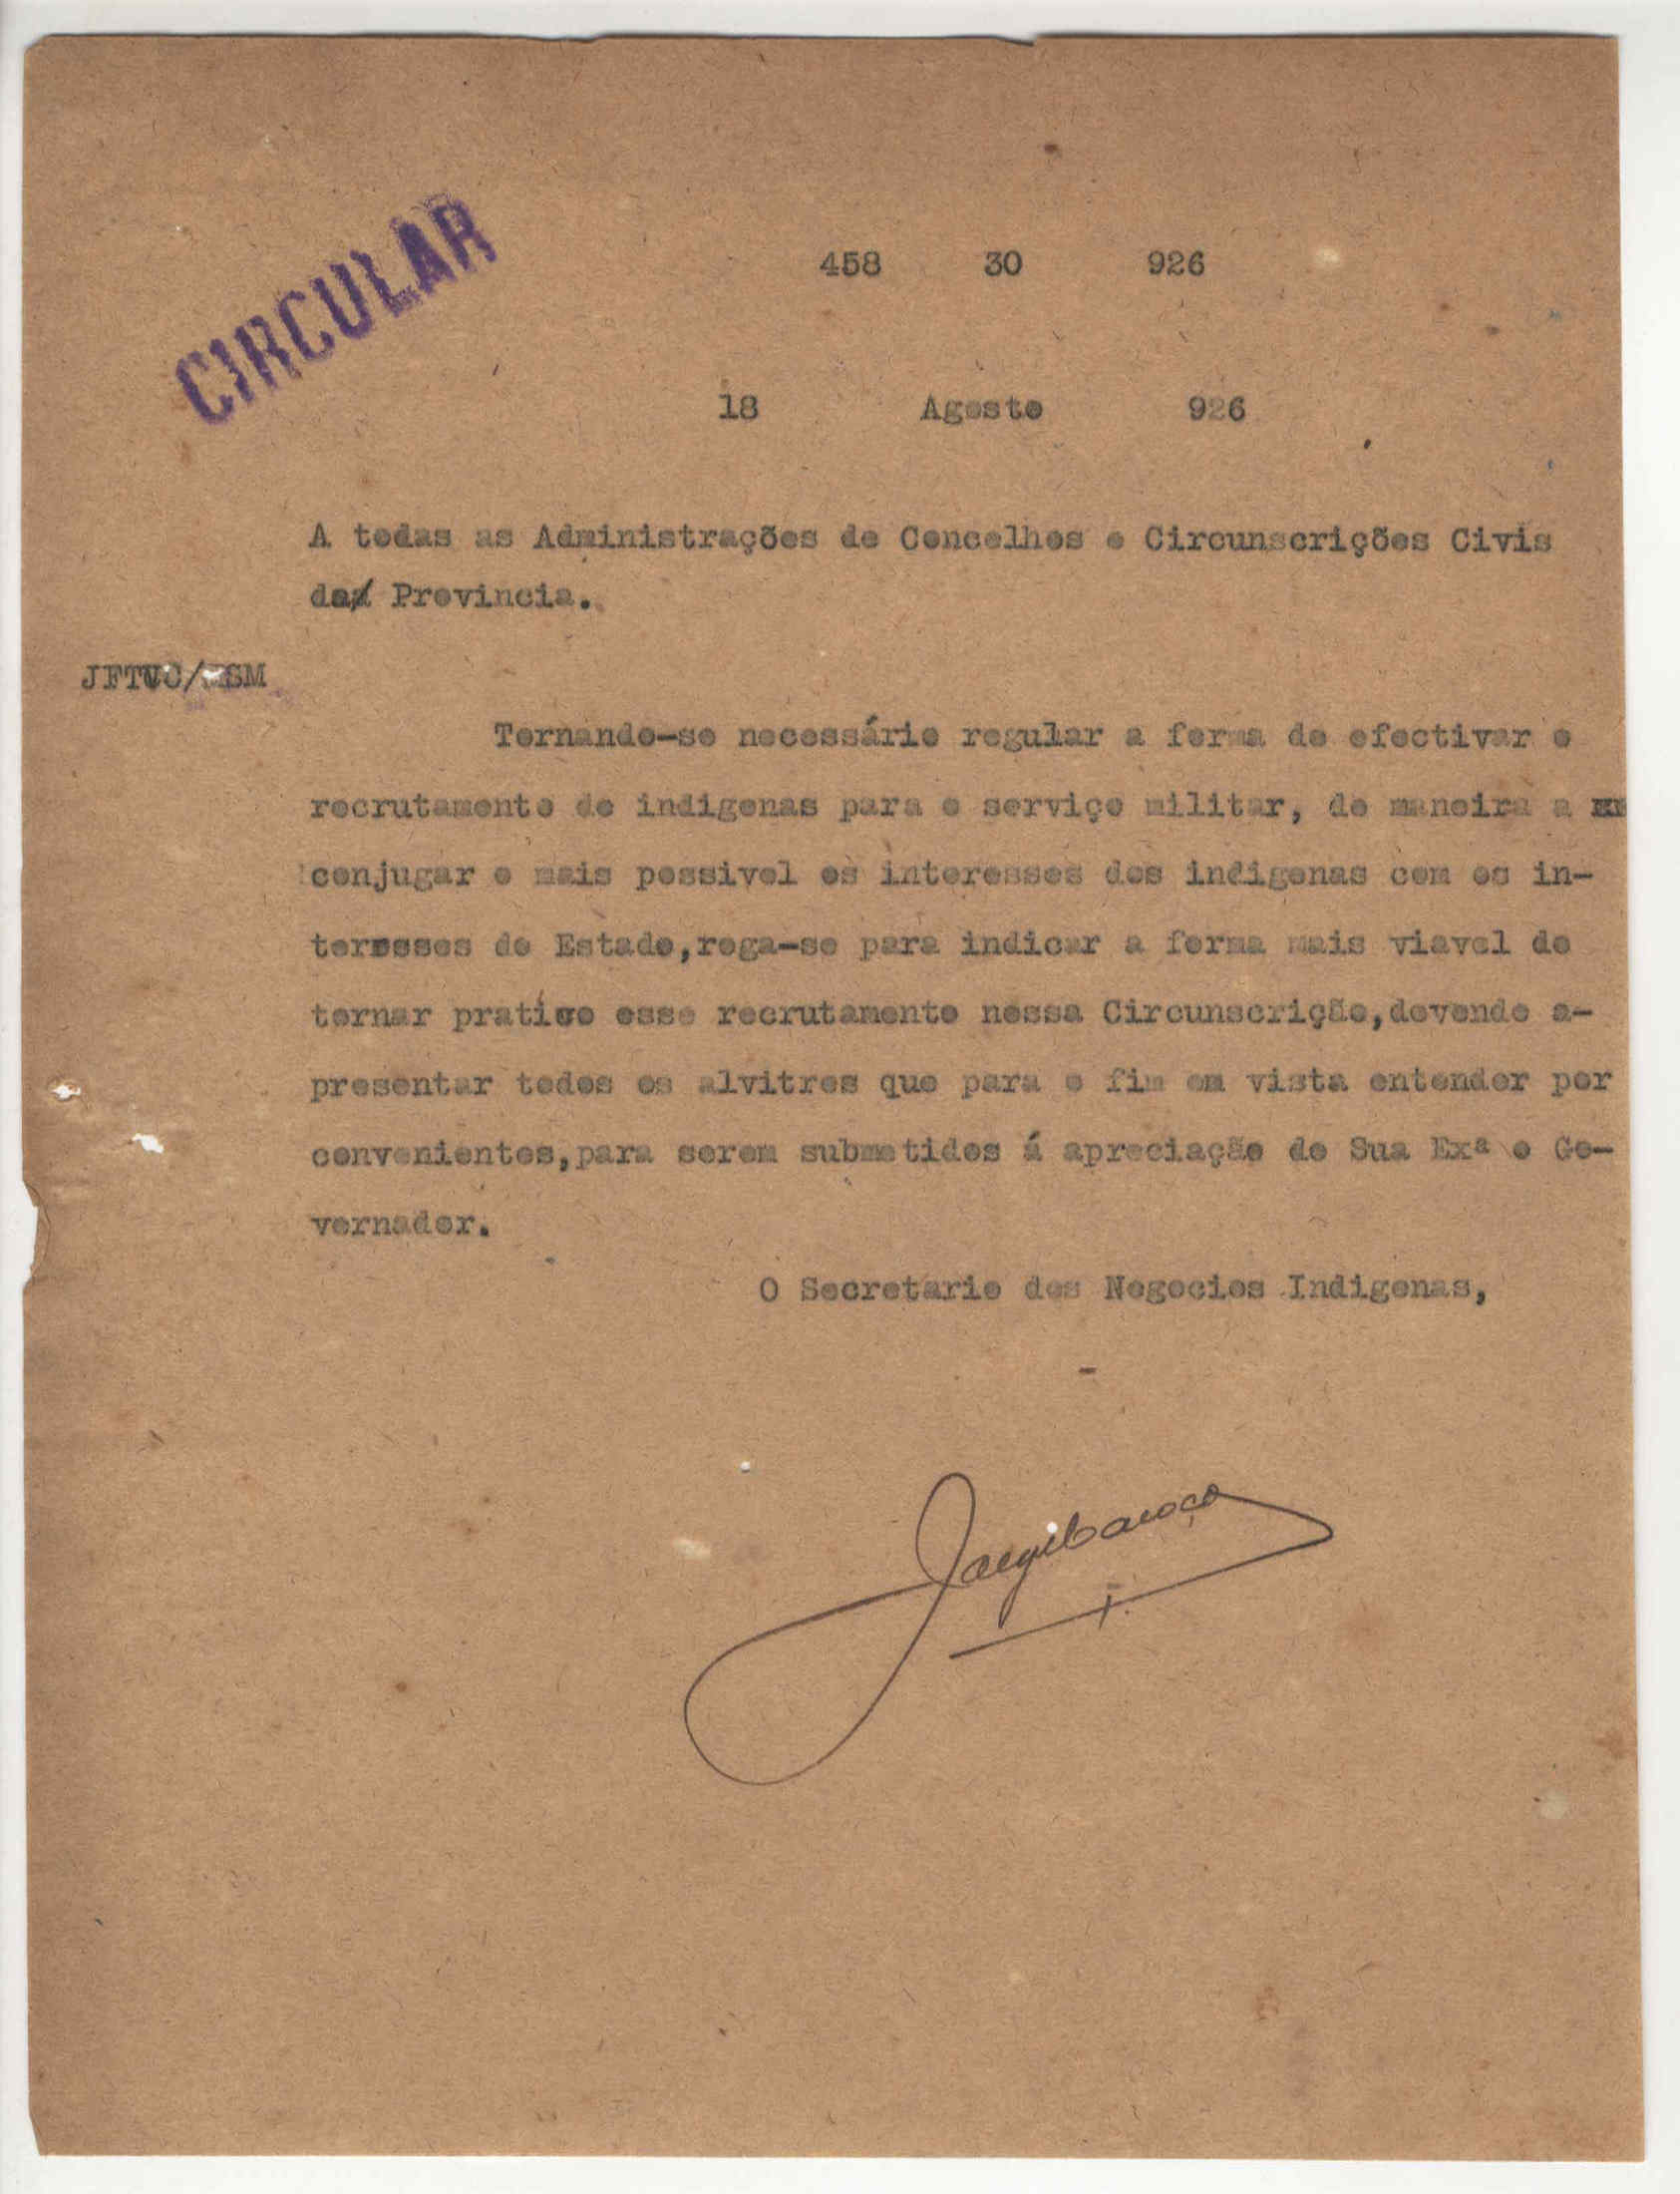 CIRCULAR
458 30 926
18 Agosto 926
A todas as Administrações de Concelhos e Circunscrições Civis
da Provincia.
JFTVC/MSM
Tornando-se necessário regular a forma de efectivar o
recrutamento de indigenas para o serviço militar, de maneira a
conjugar o mais possivel os interesses dos indigenas com os in-
teresses do Estado,roga-se para indicar a forma mais viavel de
tornar pratico esse recrutamento nessa Circunscrição,devendo a-
presentar todos os alvitres que para o fim em vista entender por
convenientes,para serem submetidos á apreciação de Sua Exª o Go-
vernador.
O Secretario dos Negocios Indigenas,